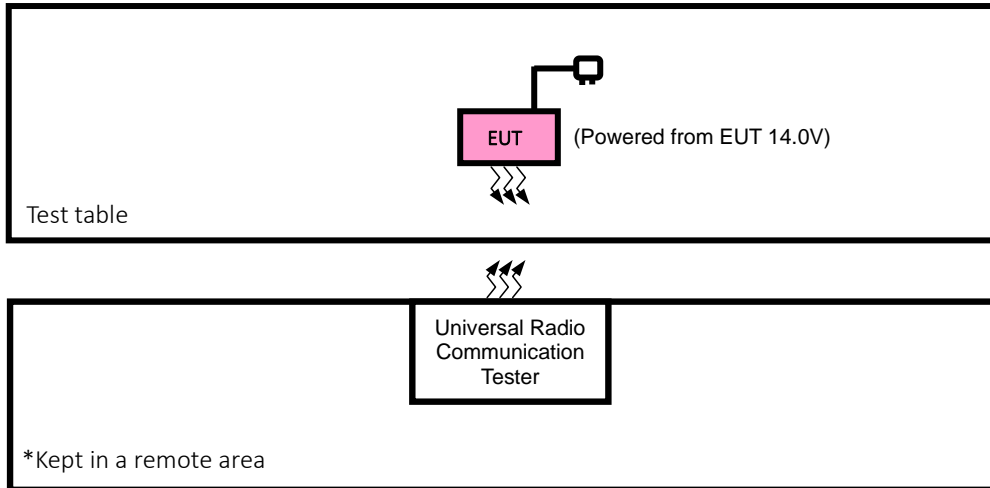 EUT
(Powered from EUT 14.0V)
Test table
Universal Radio
Communication
Tester
*Kept in a remote area